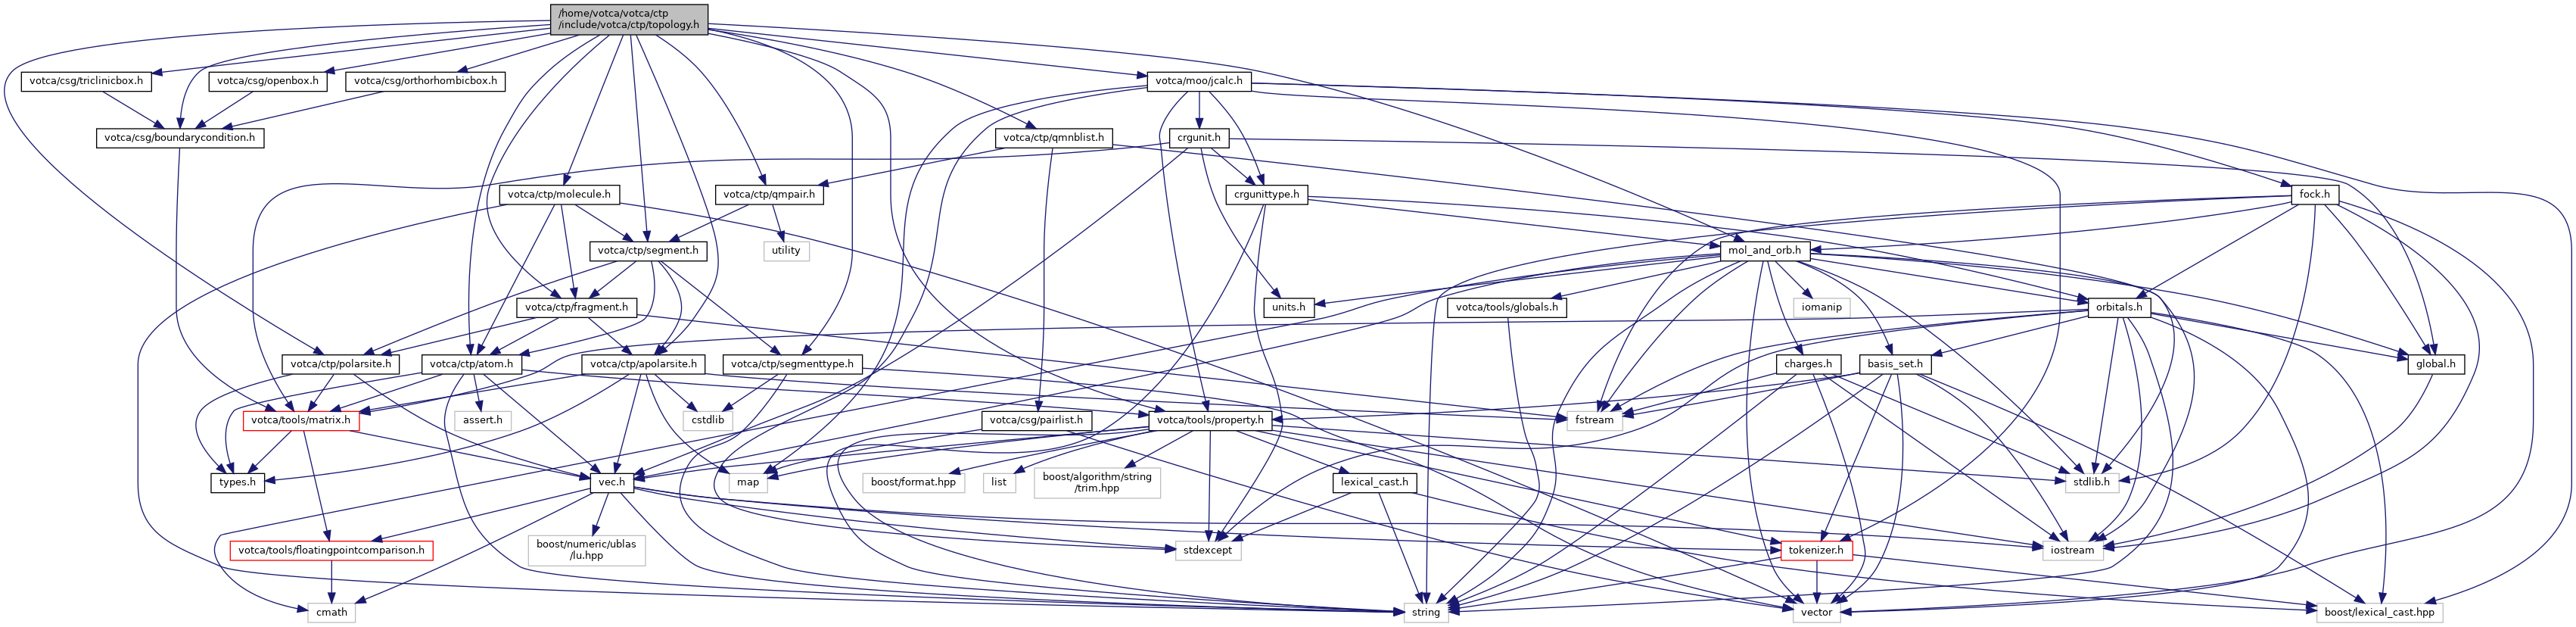 /home/votca/votca/ctp
/include/votca/ctp/topology.h
votca/csg/triclinicbox.h
votca/csg/openbox.h
votca/csg/orthorhombicbox.h
votca/moo/jcalc.h
votca/csg/boundarycondition.h
votca/ctp/qmnblist.h
crgunit.h
votca/ctp/molecule.h
votca/ctp/qmpair.h
crgunittype.h
fock.h
votca/ctp/segment.h
utility
mol_and_orb.h
votca/ctp/fragment.h
units.h
votca/tools/globals.h
iomanip
orbitals.h
votca/ctp/polarsite.h
votca/ctp/atom.h
votca/ctp/apolarsite.h
votca/ctp/segmenttype.h
charges.h
basis_set.h
global.h
votca/tools/matrix.h
assert.h
cstdlib
votca/csg/pairlist.h
votca/tools/property.h
fstream
types.h
vec.h
map
boost/format.hpp
list
boost/algorithm/string
/trim.hpp
lexical_cast.h
stdlib.h
votca/tools/floatingpointcomparison.h
boost/numeric/ublas
/lu.hpp
stdexcept
tokenizer.h
iostream
cmath
string
vector
boost/lexical_cast.hpp